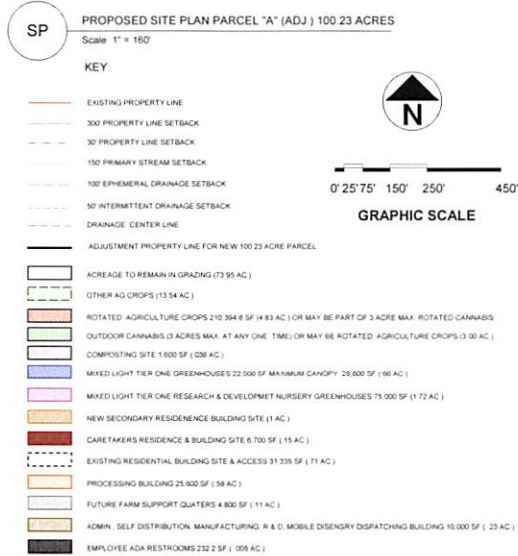 SP
PROPOSED SITE PLAN PARCEL "A" (ADJ.) 100 23 ACRES
Scale 1" = 160'
KEY:
EXISTING PROPERTY LINE
300' PROPERTY LINE SETBACK
30' PROPERTY LINE SETBACK
150' PRIMARY STREAM SETBACK
100' EPHEMERAL DRAINAGE SETBACK
50' INTERMITTENT DRAINAGE SETBACK
DRAINAGE CENTER LINE
ADJUSTMENT PROPERTY LINE FOR NEW 100 23 ACRE PARCEL
N
0' 25'75' 150' 250' 450'
GRAPHIC SCALE
ACREAGE TO REMAIN IN GRAZING (73 95 AC )
OTHER AG CROPS (13 54 AC )
ROTATED AGRICULTURE CROPS 210 394 8 SF (4 83 AC ) OR MAY BE PART OF 3 ACRE MAX. ROTATED CANNABIS
OUTDOOR CANNABIS (3 ACRES MAX. AT ANY ONE TIME) OR MAY BE ROTATED AGRICULTURE CROPS (3 00 AC )
COMPOSTING SITE 1 600 SF ( 036 AC )
MIXED LIGHT TIER ONE GREENHOUSES 22 000 SF MAXIMUM CANOPY 28,800 SF ( 66 AC )
MIXED LIGHT TIER ONE RESEARCH & DEVELOPMET NURSERY GREENHOUSES 75 000 SF (1 72 AC )
NEW SECONDARY RESIDENENCE BUILDING SITE (1 AC )
CARETAKERS RESIDENCE & BUILDING SITE 6 700 SF ( 15 AC )
EXISTING RESIDENTIAL BUILDING SITE & ACCESS 31 335 SF ( 71 AC )
PROCESSING BUILDING 25 600 SF ( 58 AC )
FUTURE FARM SUPPORT QUATERS 4 800 SF ( 11 AC )
ADMIN , SELF DISTRIBUTION, MANUFACTURING, R & D, MOBILE DISENSRY DISPATCHING BUILDING 10,000 SF ( 23 AC )
EMPLOYEE ADA RESTROOMS 232 2 SF ( 005 AC )